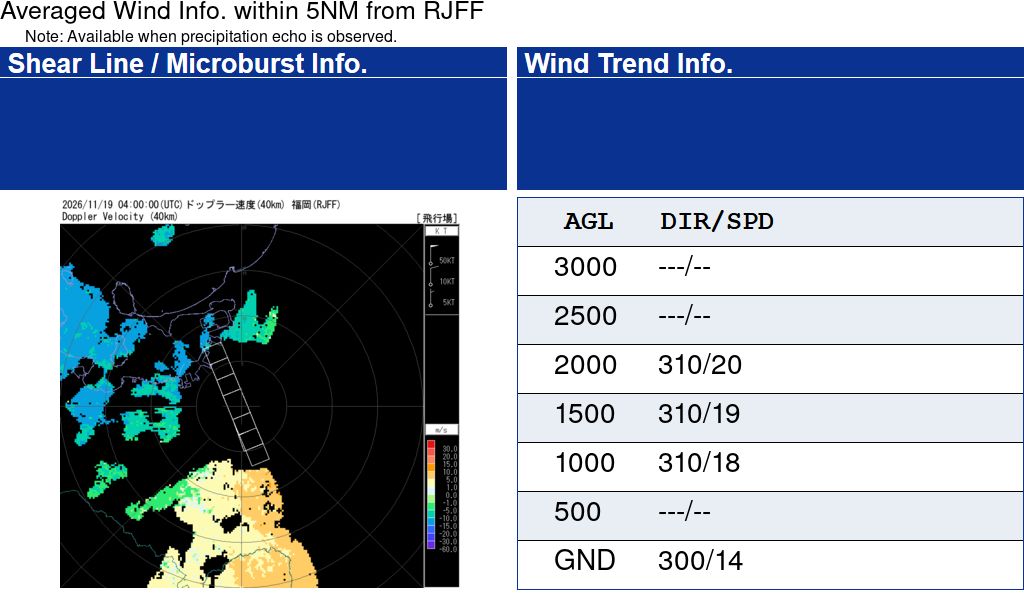 Averaged Wind Info. within 5NM from RJFF
Note: Available when precipitation echo is observed.
Shear Line / Microburst Info.
Wind Trend Info.
2026/11/19 04:00:00(UTC) ドップラー速度(40km) 福岡(RJFF)
Doppler Velocity (40km)
[飛行場]
KT
50KT
10KT
5KT
m/s
30.0
20.0
15.0
10.0
5.0
1.0
0.0
-1.0
-5.0
-10.0
-15.0
-20.0
-30.0
-60.0
AGL DIR/SPD
3000 ---/--
2500 ---/--
2000 310/20
1500 310/19
1000 310/18
500 ---/--
GND 300/14